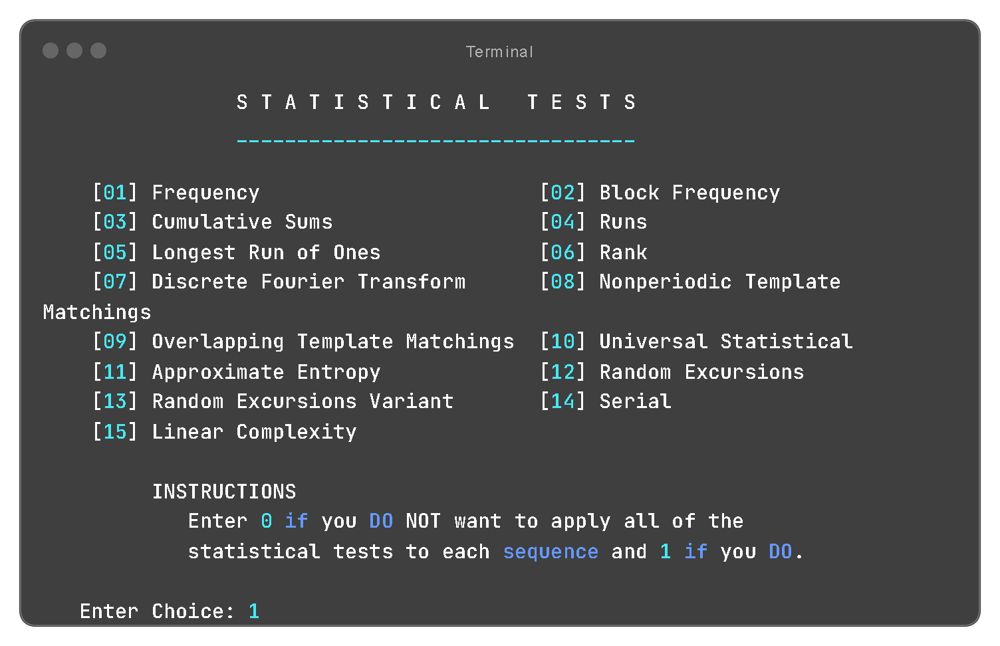 Terminal
S T A T I S T I C A L   T E S T S
_________________________________
[01] Frequency                       [02] Block Frequency
[03] Cumulative Sums                 [04] Runs
[05] Longest Run of Ones             [06] Rank
[07] Discrete Fourier Transform      [08] Nonperiodic Template
Matchings
[09] Overlapping Template Matchings  [10] Universal Statistical
[11] Approximate Entropy             [12] Random Excursions
[13] Random Excursions Variant       [14] Serial
[15] Linear Complexity
INSTRUCTIONS
Enter 0 if you DO NOT want to apply all of the
statistical tests to each sequence and 1 if you DO.
Enter Choice: 1